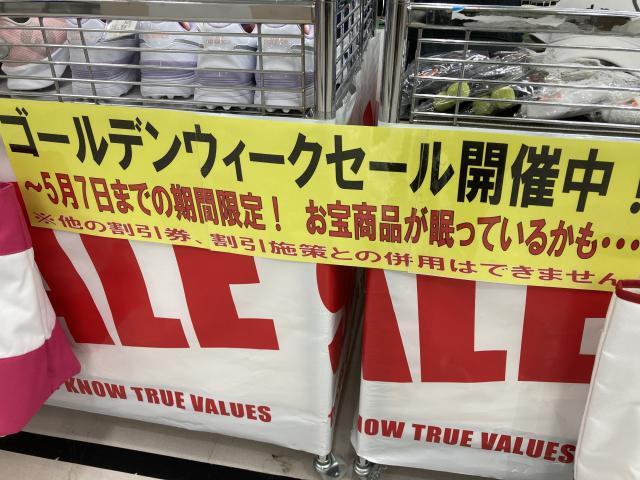 ゴールデンウィークセール開催中!
～5月7日までの期間限定! お宝商品が眠っているかも・・・
※他の割引券、割引施策との併用はできません
ALE
SALE
KNOW TRUE VALUES
NOW TRUE VALUES